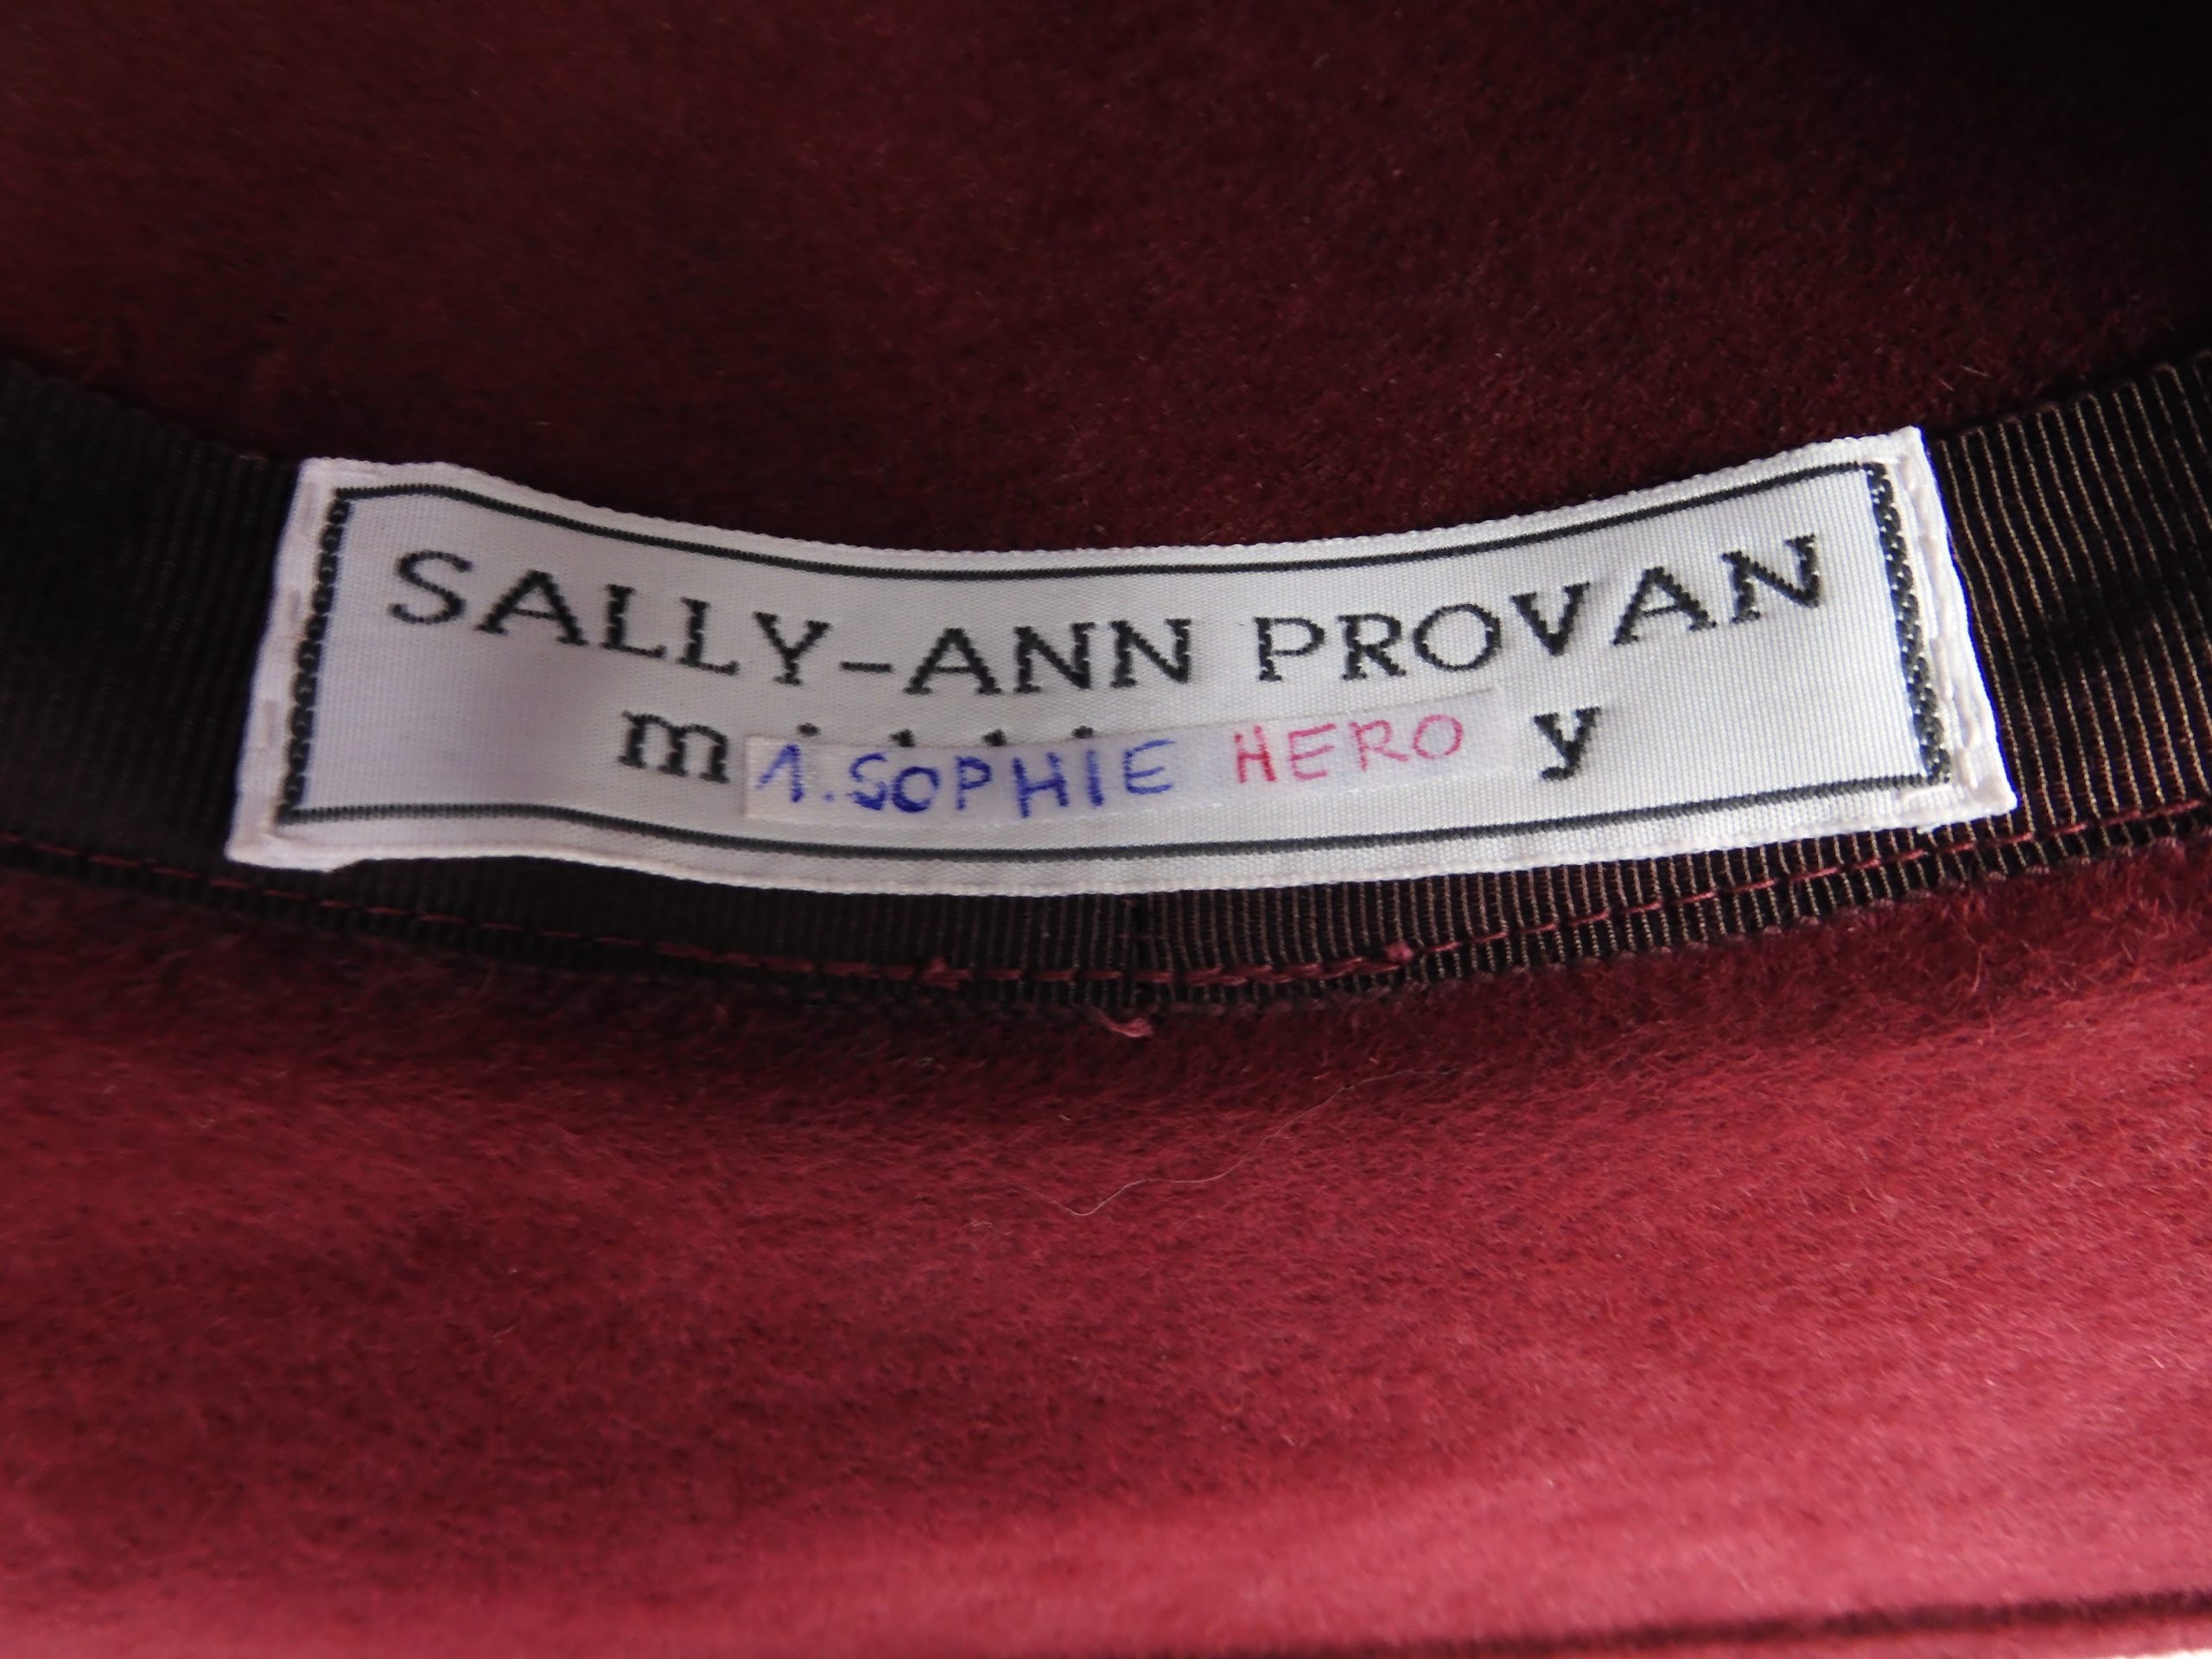 SALLY-ANN PROVAN
1. SOPHIE HERO